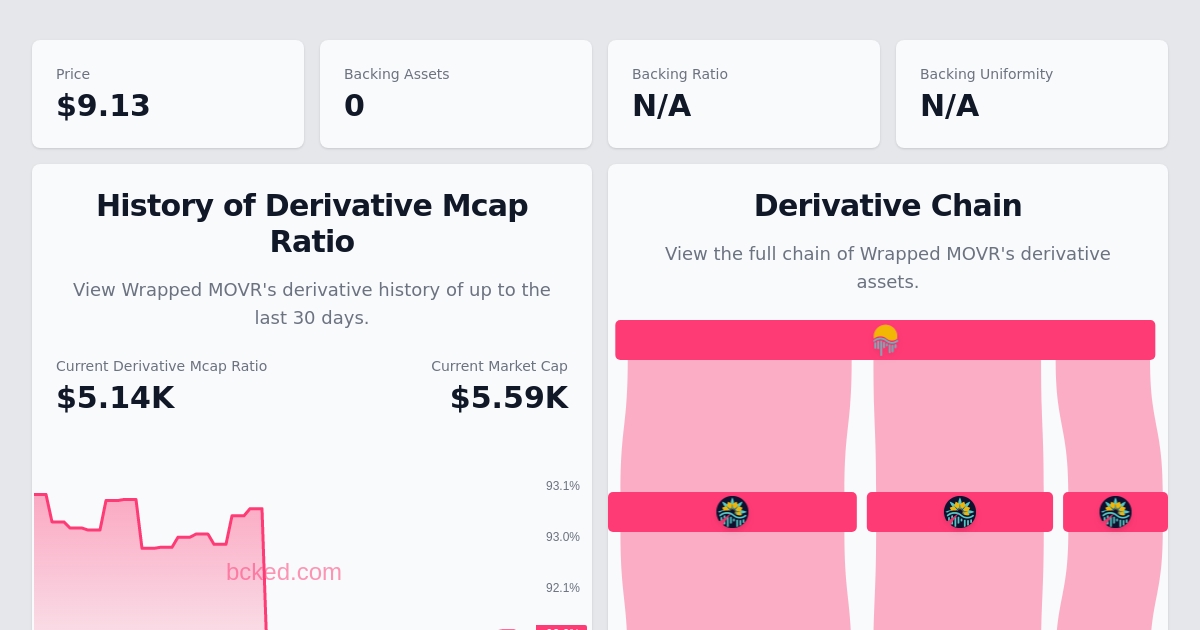 Price
$9.13
Backing Assets
0
Backing Ratio
N/A
Backing Uniformity
N/A
History of Derivative Mcap
Ratio
View Wrapped MOVR's derivative history of up to the
last 30 days.
Current Derivative Mcap Ratio
$5.14K
Current Market Cap
$5.59K
93.1%
93.0%
92.1%
bcked.com
Derivative Chain
View the full chain of Wrapped MOVR's derivative
assets.